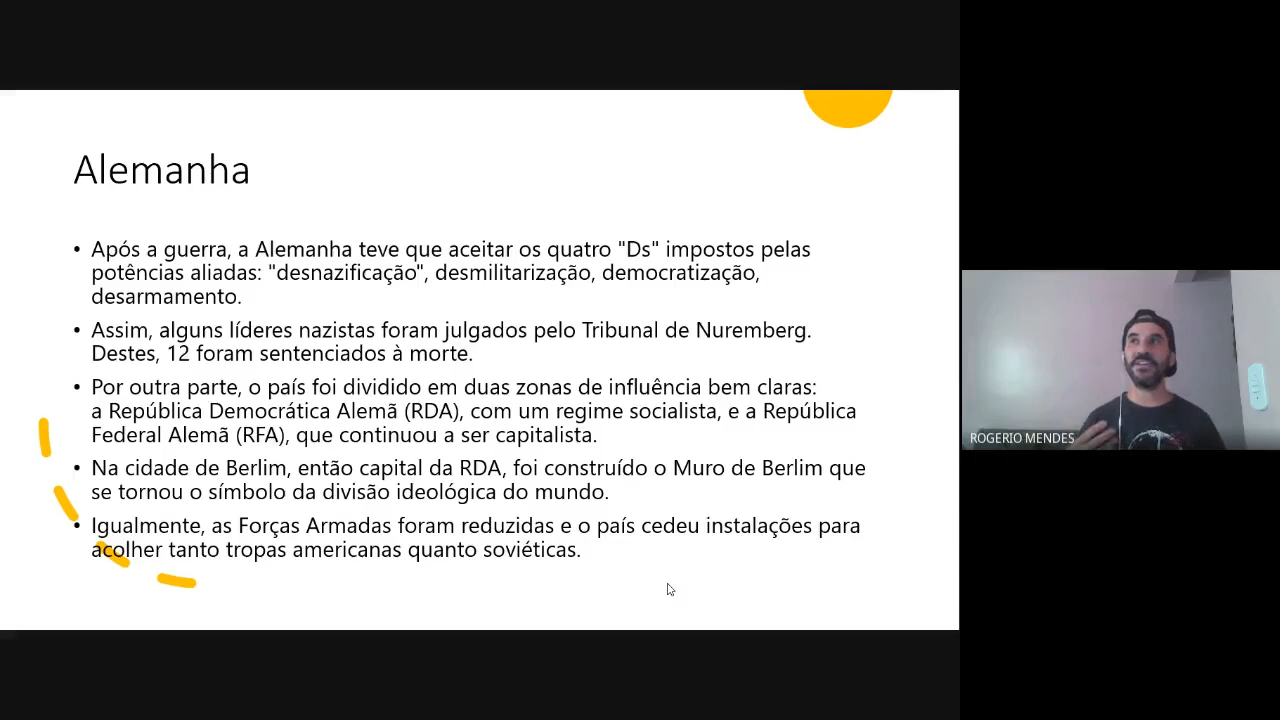 Alemanha
• Após a guerra, a Alemanha teve que aceitar os quatro "Ds" impostos pelas
potências aliadas: "desnazificação", desmilitarização, democratização,
desarmamento.
• Assim, alguns líderes nazistas foram julgados pelo Tribunal de Nuremberg.
Destes, 12 foram sentenciados à morte.
• Por outra parte, o país foi dividido em duas zonas de influência bem claras:
a República Democrática Alemã (RDA), com um regime socialista, e a República
Federal Alemã (RFA), que continuou a ser capitalista.
• Na cidade de Berlim, então capital da RDA, foi construído o Muro de Berlim que
se tornou o símbolo da divisão ideológica do mundo.
• Igualmente, as Forças Armadas foram reduzidas e o país cedeu instalações para
acolher tanto tropas americanas quanto soviéticas.
ROGERIO MENDES